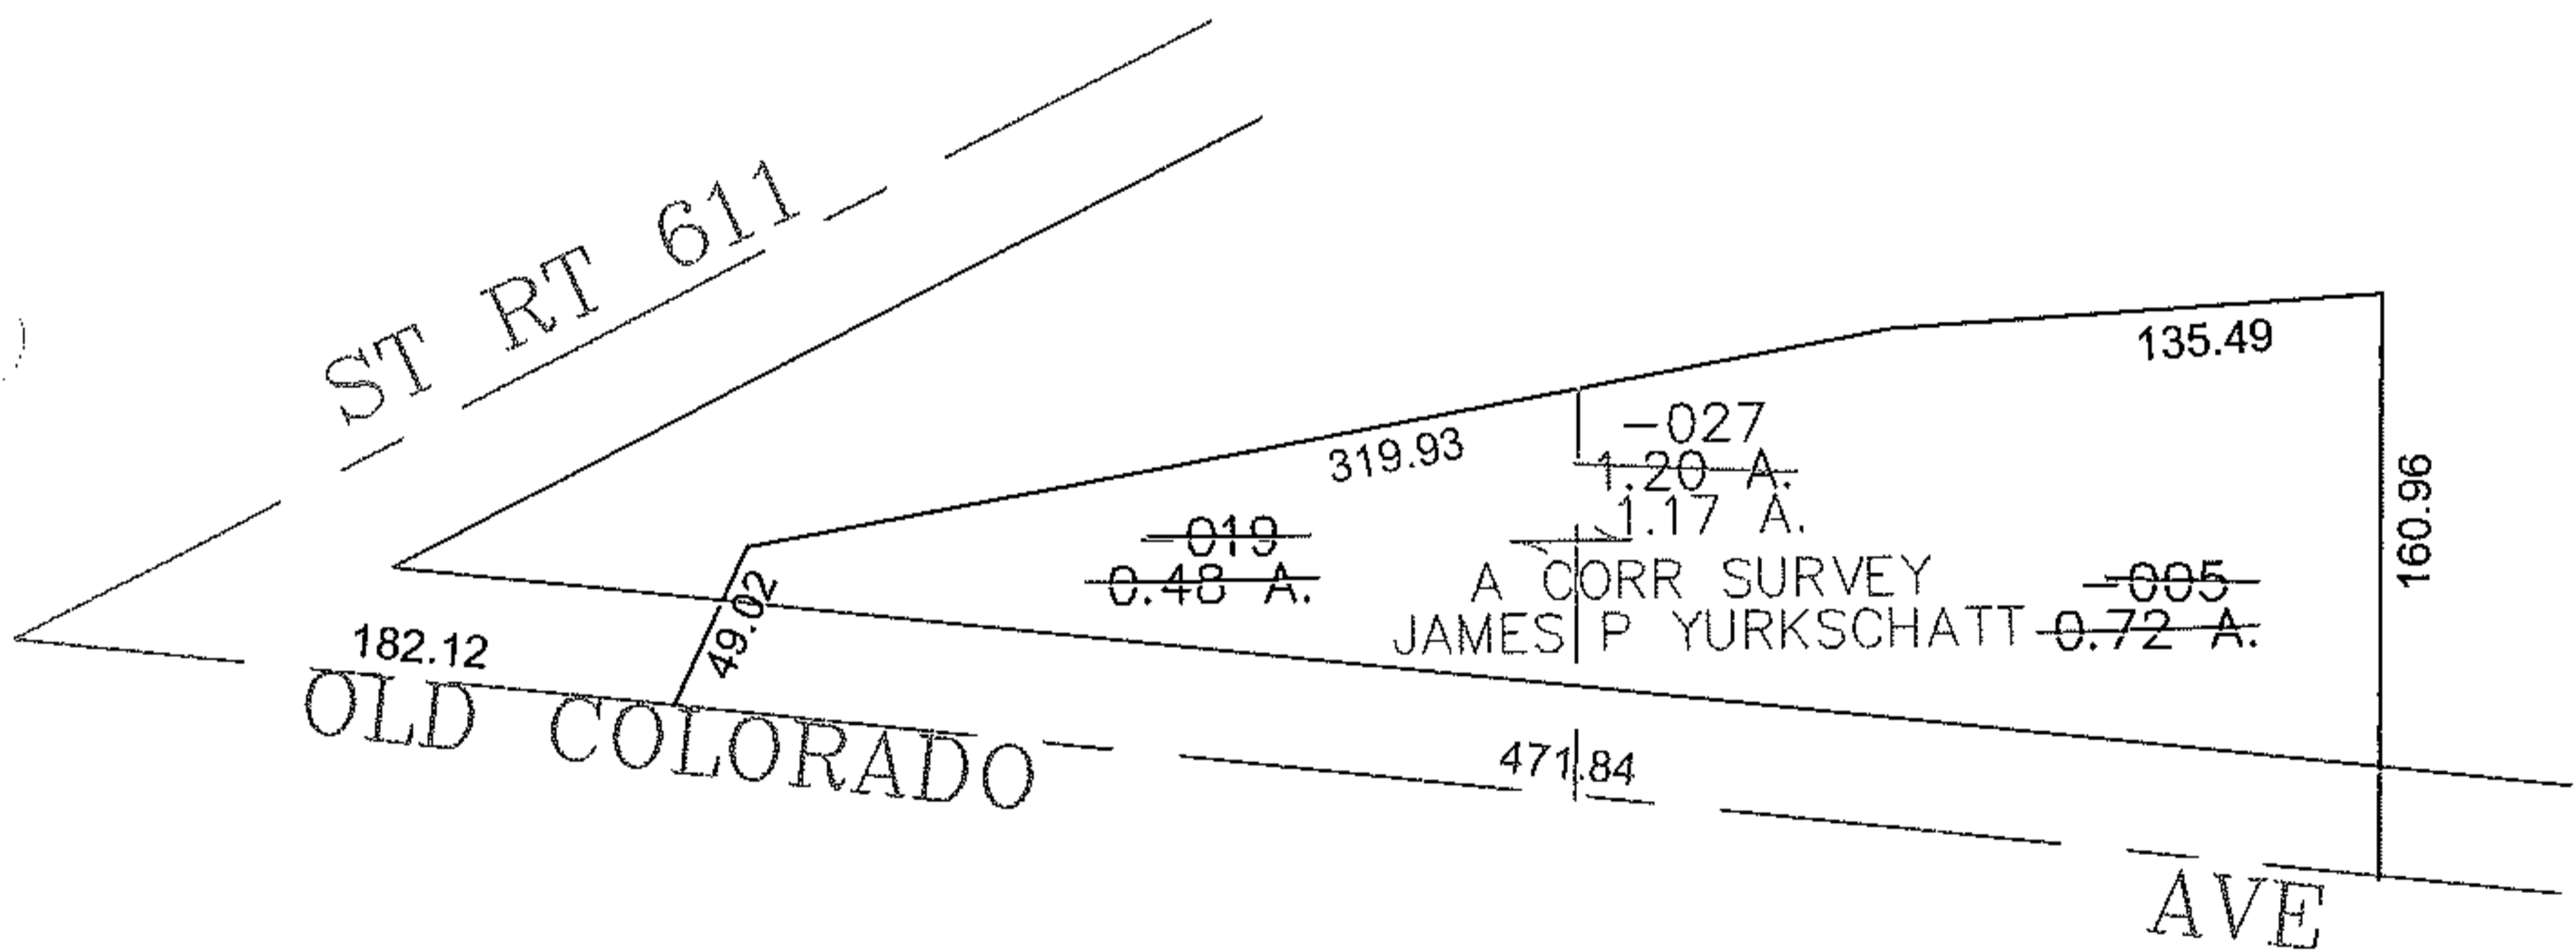 ST RT 611
135.49
-027
319.93
1.20 A.
1.17 A.
160.96
-019
0.48 A.
A CORR SURVEY
-005
JAMES P YURKSCHATT
0.72 A.
49.02
182.12
OLD COLORADO AVE
471.84